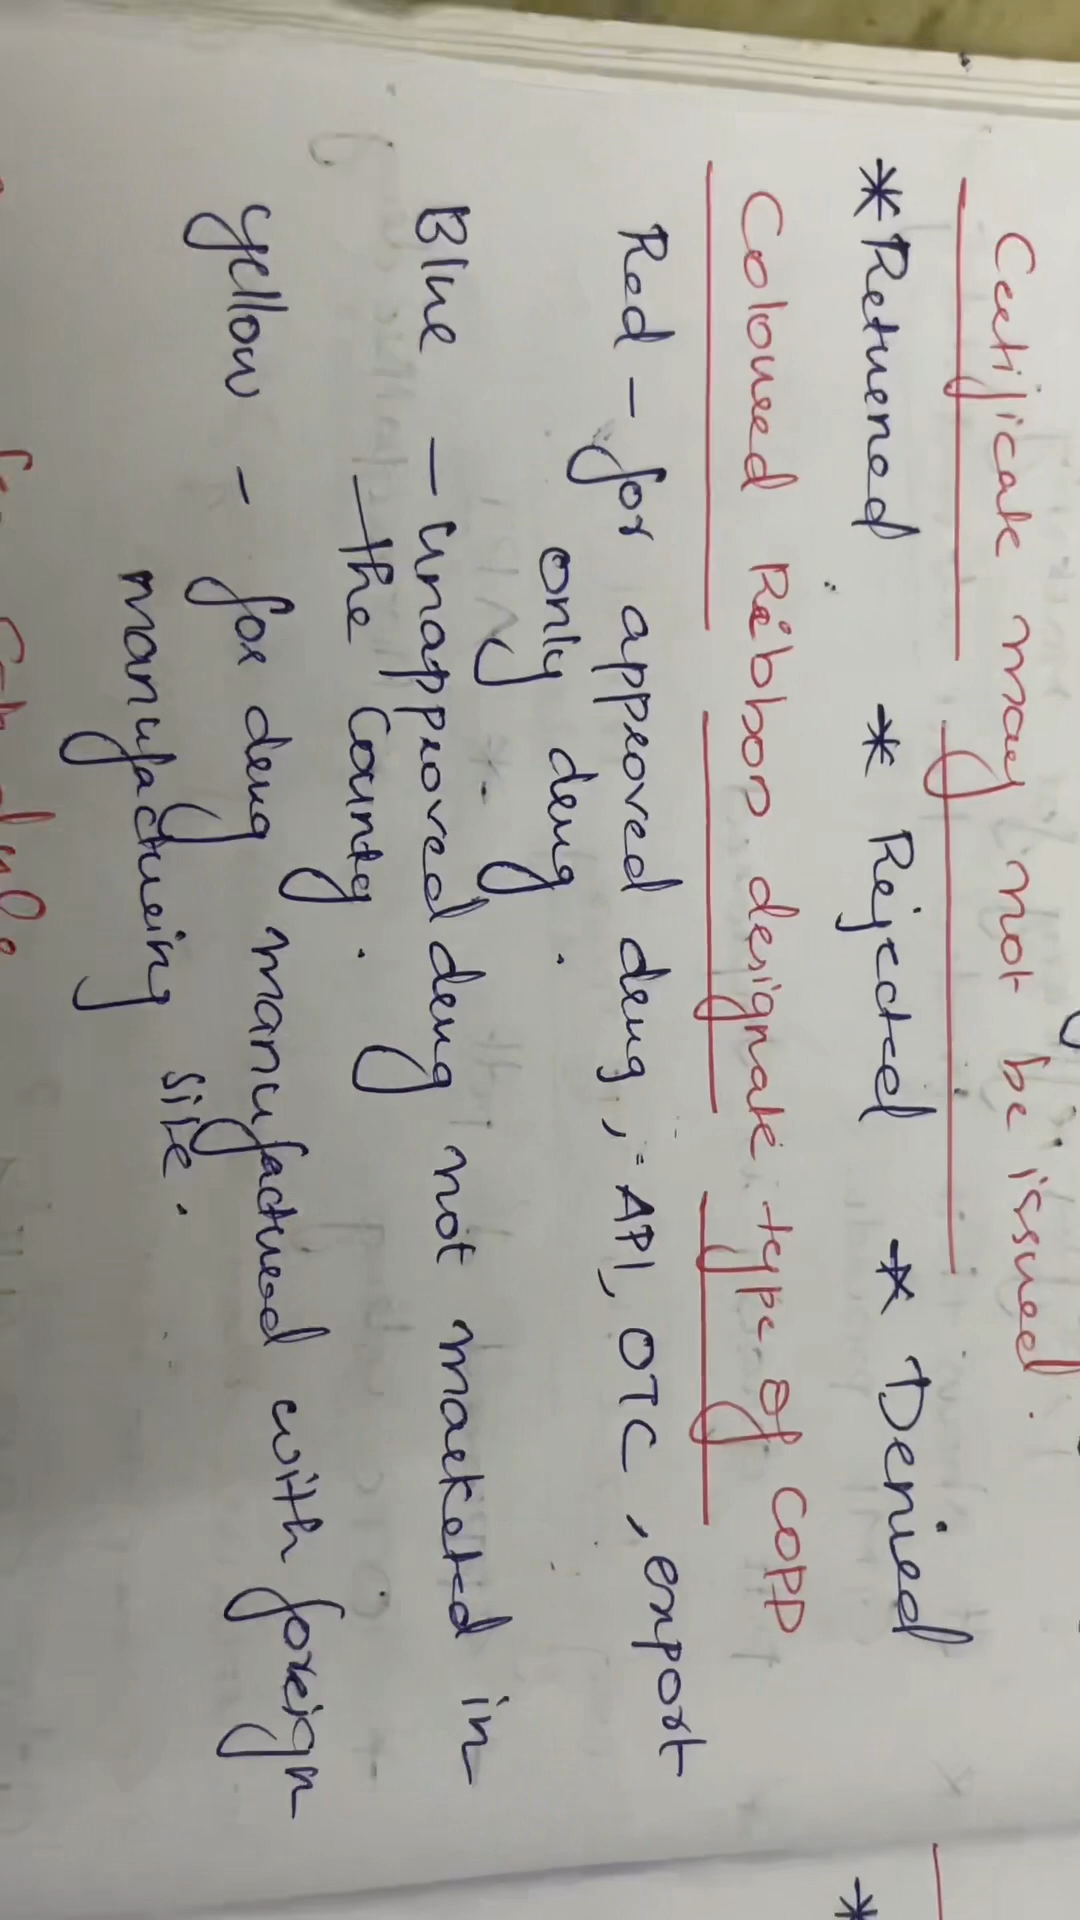 Certificate may not be issued.
* Returned * Rejected * Denied
Coloured Ribbon designate type of COPP
Red - for approved drug, API, OTC, export
only drug.
Blue - unapproved drug not marketed in
the County.
Yellow - for drug manufactured with foreign
manufacturing site.